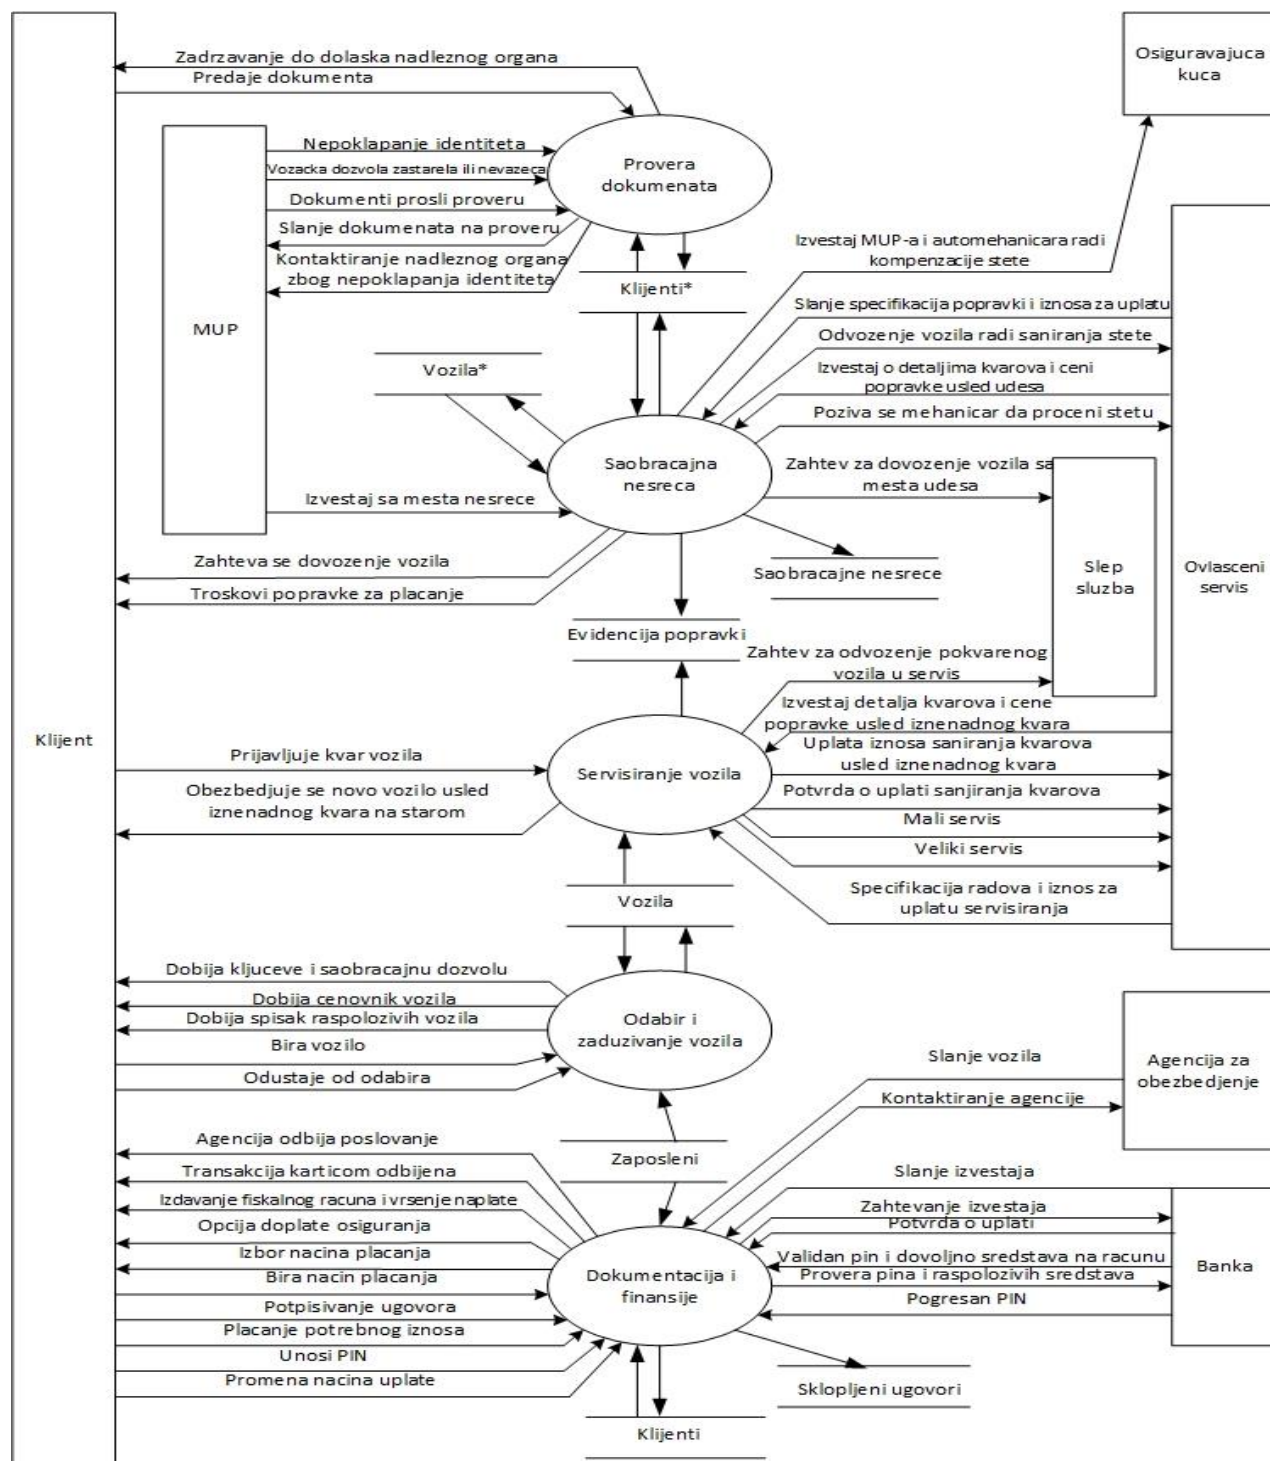 Zadrzavanje do dolaska nadleznog organa
Predaje dokumenta
Osiguravajuca
kuca
Nepoklapanje identiteta
Vozacka dozvola zastarela ili nevazeca
Dokumenti prosli proveru
Slanje dokumenata na proveru
Kontaktiranje nadleznog organa
zbog nepoklapanja identiteta
Provera
dokumenata
MUP
Izvestaj MUP-a i automehanicara radi
kompenzacije stete
Klijenti*
Slanje specifikacija popravki i iznosa za uplatu
Odvozenje vozila radi saniranja stete
Izvestaj o detaljima kvarova i ceni
popravke usled udesa
Poziva se mehanicar da proceni stetu
Vozila*
Saobracajna
nesreca
Zahtev za dovozenje vozila sa
mesta udesa
Izvestaj sa mesta nesrece
Zahteva se dovozenje vozila
Troskovi popravke za placanje
Saobracajne nesrece
Slep
sluzba
Ovlasceni
servis
Evidencija popravki
Zahtev za odvozenje pokvarenog
vozila u servis
Izvestaj detalja kvarova i cene
popravke usled iznenadnog kvara
Uplata iznosa saniranja kvarova
usled iznenadnog kvara
Potvrda o uplati sanjiranja kvarova
Mali servis
Veliki servis
Specifikacija radova i iznos za
uplatu servisiranja
Klijent
Prijavljuje kvar vozila
Servisiranje vozila
Obezbedjuje se novo vozilo usled
iznenadnog kvara na starom
Vozila
Dobija kljuceve i saobracajnu dozvolu
Dobija cenovnik vozila
Dobija spisak raspolozivih vozila
Bira vozilo
Odustaje od odabira
Odabir i
zaduzivanje vozila
Slanje vozila
Kontaktiranje agencije
Agencija za
obezbedjenje
Zaposleni
Agencija odbija poslovanje
Transakcija karticom odbijena
Izdavanje fiskalnog racuna i vrsenje naplate
Opcija doplate osiguranja
Izbor nacina placanja
Bira nacin placanja
Potpisivanje ugovora
Placanje potrebnog iznosa
Unosi PIN
Promena nacina uplate
Dokumentacija i
finansije
Slanje izvestaja
Zahtevanje izvestaja
Potvrda o uplati
Validan pin i dovoljno sredstava na racunu
Provera pina i raspolozivih sredstava
Pogresan PIN
Banka
Sklopljeni ugovori
Klijenti